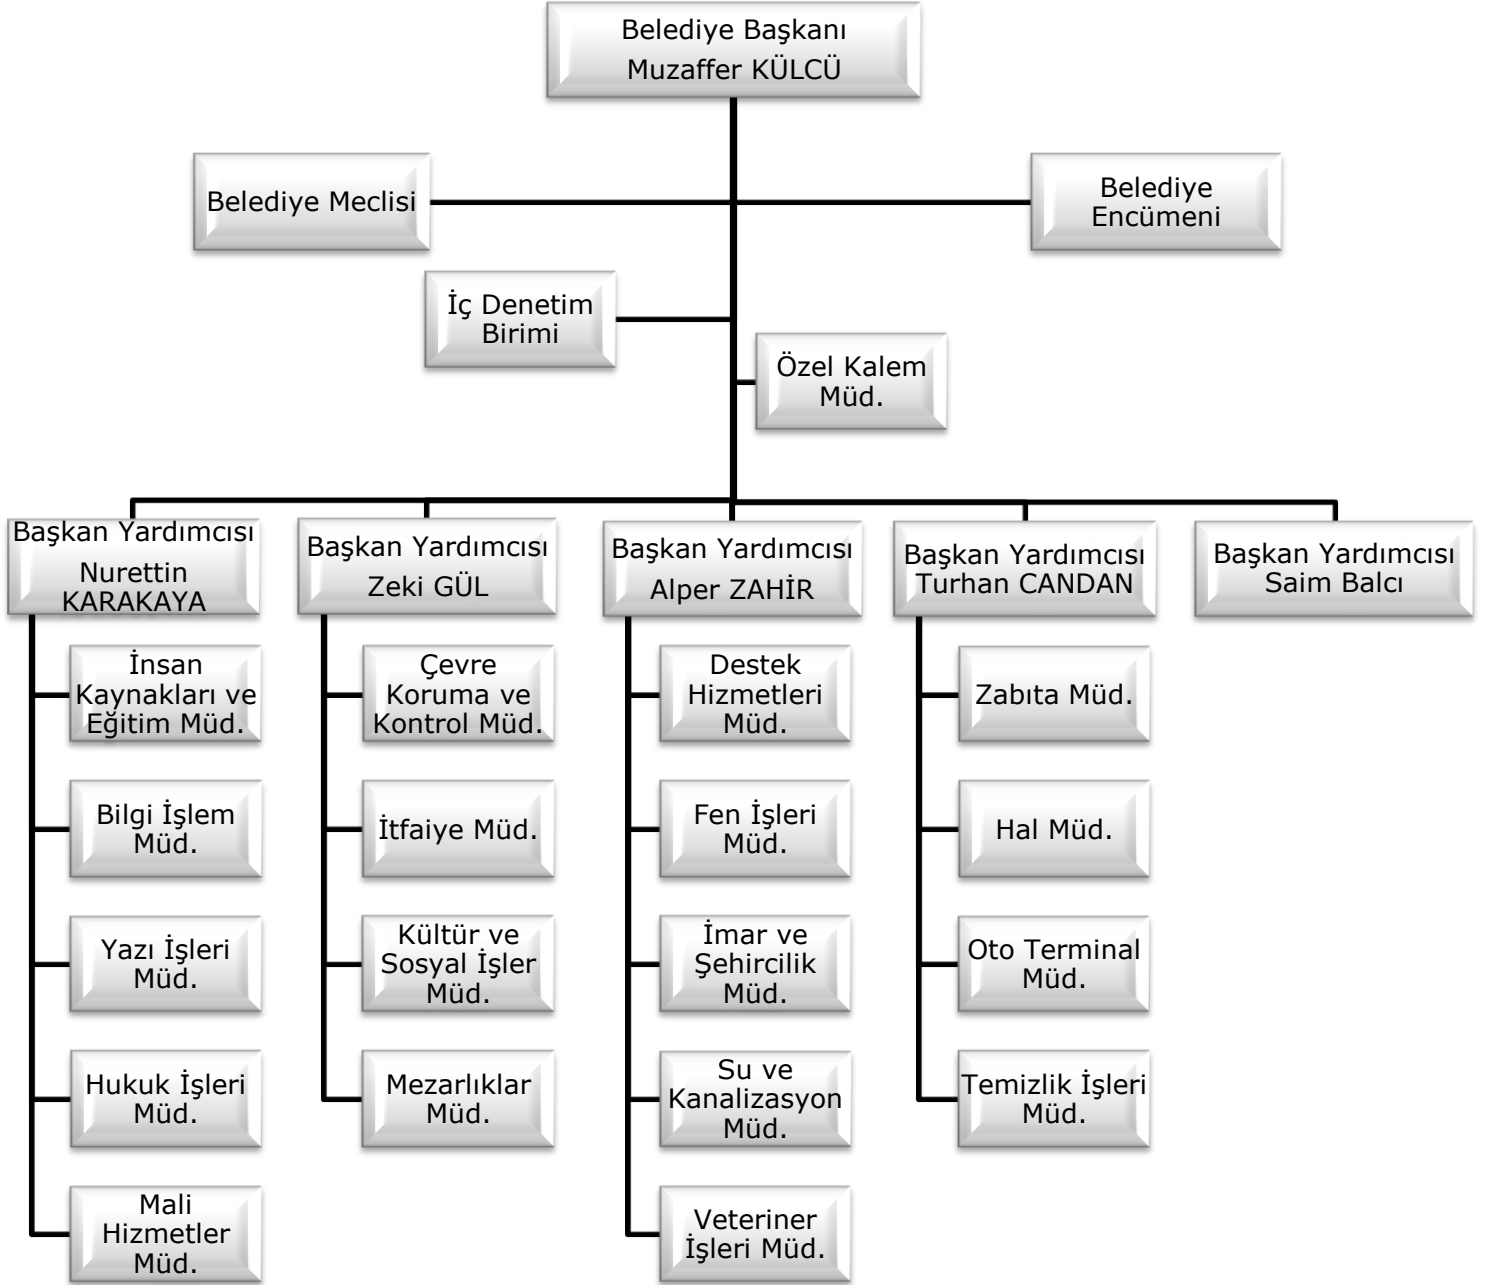 Belediye Başkanı
Muzaffer KÜLCÜ
Belediye Meclisi
Belediye
Encümeni
İç Denetim
Birimi
Özel Kalem
Müd.
Başkan Yardımcısı
Nurettin
KARAKAYA
İnsan
Kaynakları ve
Eğitim Müd.
Bilgi İşlem
Müd.
Yazı İşleri
Müd.
Hukuk İşleri
Müd.
Mali
Hizmetler
Müd.
Başkan Yardımcısı
Zeki GÜL
Çevre
Koruma ve
Kontrol Müd.
İtfaiye Müd.
Kültür ve
Sosyal İşler
Müd.
Mezarlıklar
Müd.
Başkan Yardımcısı
Alper ZAHİR
Destek
Hizmetleri
Müd.
Fen İşleri
Müd.
İmar ve
Şehircilik
Müd.
Su ve
Kanalizasyon
Müd.
Veteriner
İşleri Müd.
Başkan Yardımcısı
Turhan CANDAN
Zabıta Müd.
Hal Müd.
Oto Terminal
Müd.
Temizlik İşleri
Müd.
Başkan Yardımcısı
Saim Balcı